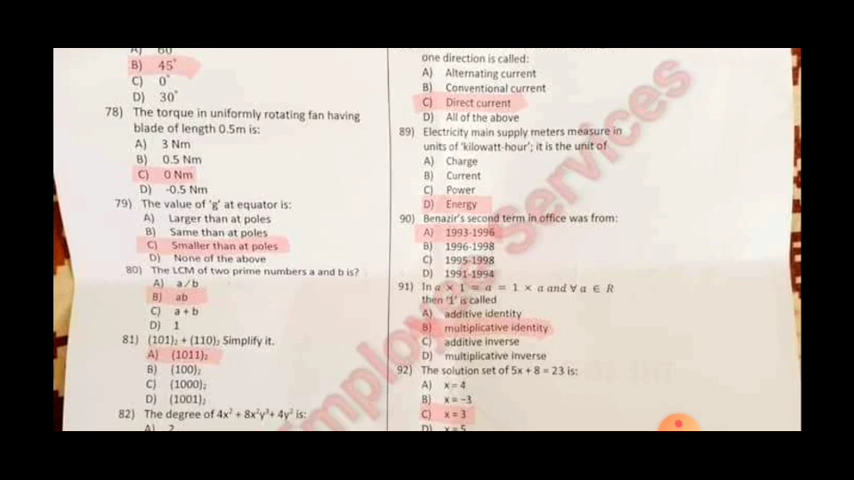 A) 60°
B) 45°
C) 0°
D) 30°
78) The torque in uniformly rotating fan having
blade of length 0.5m is:
A) 3 Nm
B) 0.5 Nm
C) 0 Nm
D) -0.5 Nm
79) The value of 'g' at equator is:
A) Larger than at poles
B) Same than at poles
C) Smaller than at poles
D) None of the above
80) The LCM of two prime numbers a and b is?
A) a/b
B) ab
C) a + b
D) 1
81) (101)₂ + (110)₂ Simplify it.
A) (1011)₂
B) (100)₂
C) (1000)₂
D) (1001)₂
82) The degree of 4x² + 8x²y³+ 4y² is:
A) 2
one direction is called:
A) Alternating current
B) Conventional current
C) Direct current
D) All of the above
89) Electricity main supply meters measure in
units of 'kilowatt-hour'; it is the unit of
A) Charge
B) Current
C) Power
D) Energy
90) Benazir's second term in office was from:
A) 1993-1996
B) 1996-1998
C) 1995-1998
D) 1991-1994
91) In a × 1 = a = 1 × a and ∀ a ∈ R
then '1' is called
A) additive identity
B) multiplicative identity
C) additive inverse
D) multiplicative inverse
92) The solution set of 5x + 8 = 23 is:
A) x = 4
B) x = -3
C) x = 3
D) x = 5
Services